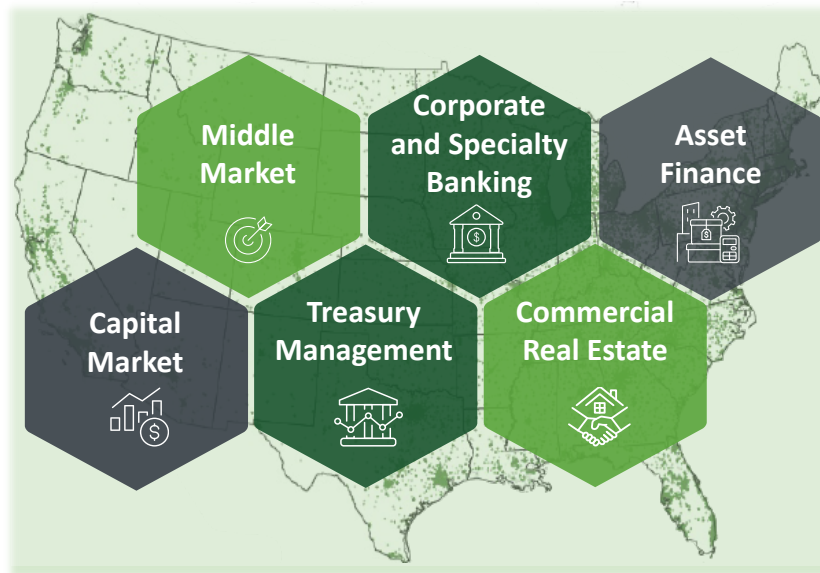 Middle
Market
Corporate
and Specialty
Banking
$
Asset
Finance
$
Capital
Market
$
Treasury
Management
Commercial
Real Estate